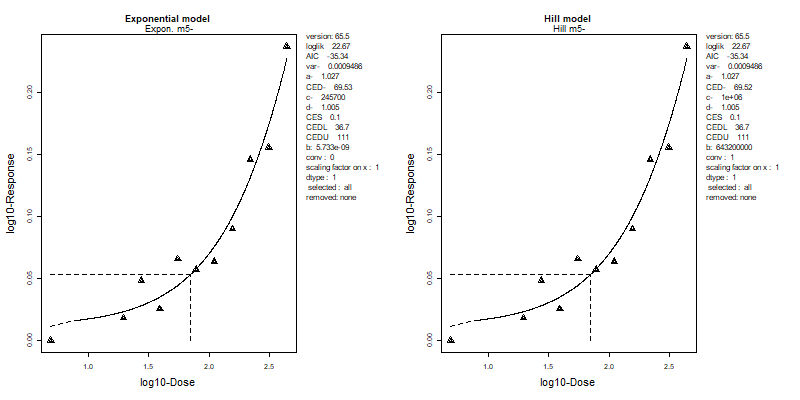 Exponential model
Expon. m5-
version: 65.5
loglik 22.67
AIC -35.34
var- 0.0009486
a- 1.027
CED- 69.53
c- 245700
d- 1.005
CES 0.1
CEDL 36.7
CEDU 111
b: 5.733e-09
conv : 0
scaling factor on x : 1
dtype : 1
selected : all
removed: none
log10-Response
0.00
0.05
0.10
0.15
0.20
1.0 1.5 2.0 2.5
log10-Dose
Hill model
Hill m5-
version: 65.5
loglik 22.67
AIC -35.34
var- 0.0009486
a- 1.027
CED- 69.52
c- 1e+06
d- 1.005
CES 0.1
CEDL 36.7
CEDU 111
b: 643200000
conv : 1
scaling factor on x : 1
dtype : 1
selected : all
removed: none
log10-Response
0.00
0.05
0.10
0.15
0.20
1.0 1.5 2.0 2.5
log10-Dose